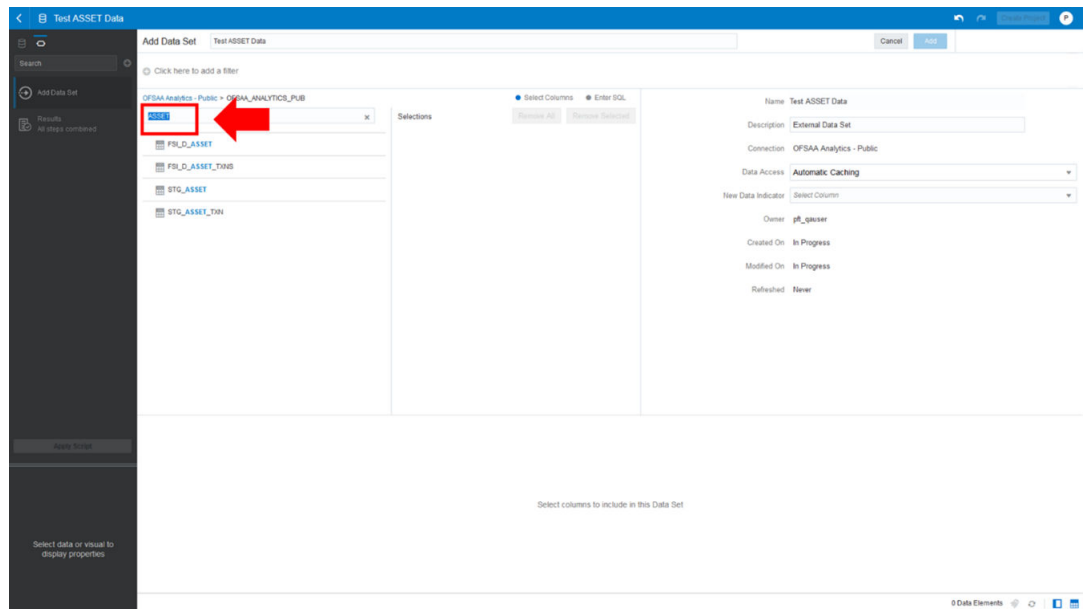 Test ASSET Data
Create Project
P
Add Data Set
Test ASSET Data
Cancel
Add
Search
Click here to add a filter
Add Data Set
Results
All steps combined
OFSAA Analytics - Public > OFSAA_ANALYTICS_PUB
Select Columns
Enter SQL
ASSET
x
Selections
Remove All
Remove Selected
FSI_D_ASSET
FSI_D_ASSET_TXNS
STG_ASSET
STG_ASSET_TXN
Name Test ASSET Data
Description External Data Set
Connection OFSAA Analytics - Public
Data Access Automatic Caching
New Data Indicator Select Column
Owner pft_qauser
Created On In Progress
Modified On In Progress
Refreshed Never
Apply Script
Select columns to include in this Data Set
Select data or visual to
display properties
0 Data Elements